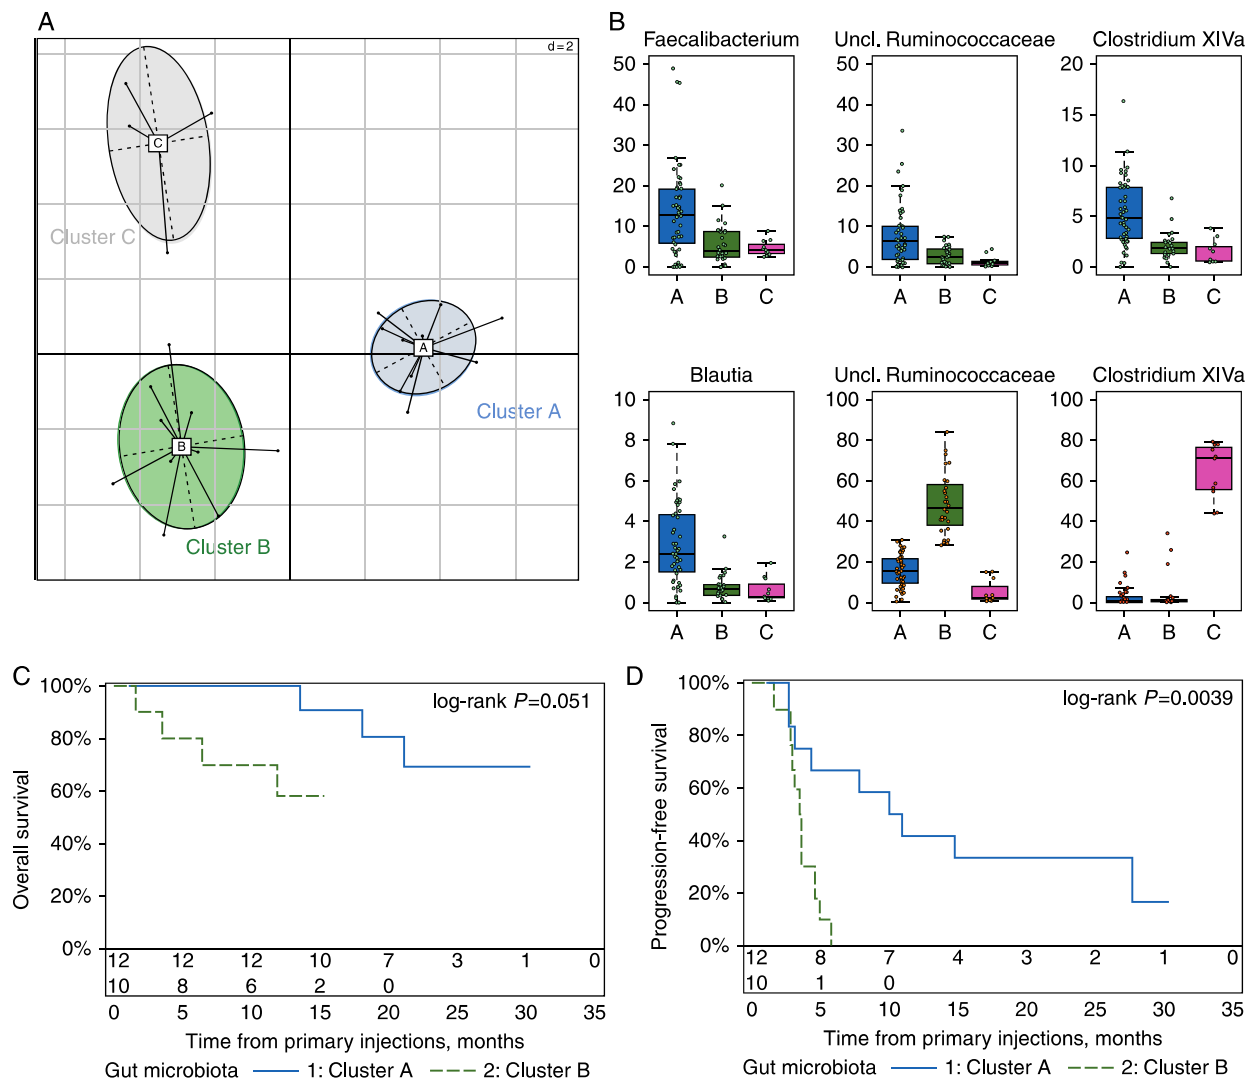 A
d = 2
C
Cluster C
A
Cluster A
B
Cluster B
B
Faecalibacterium
50
40
30
20
10
0
A B C
Uncl. Ruminococcaceae
50
40
30
20
10
0
A B C
Clostridium XIVa
20
15
10
5
0
A B C
Blautia
10
8
6
4
2
0
A B C
Uncl. Ruminococcaceae
100
80
60
40
20
0
A B C
Clostridium XIVa
100
80
60
40
20
0
A B C
C
Overall survival
100%
80%
60%
40%
20%
0%
log-rank P=0.051
12 12 12 10 7 3 1 0
10 8 6 2 0
0 5 10 15 20 25 30 35
Time from primary injections, months
Gut microbiota 1: Cluster A 2: Cluster B
D
Progression-free survival
100%
80%
60%
40%
20%
0%
log-rank P=0.0039
12 8 7 4 3 2 1 0
10 1 0
0 5 10 15 20 25 30 35
Time from primary injections, months
Gut microbiota 1: Cluster A 2: Cluster B